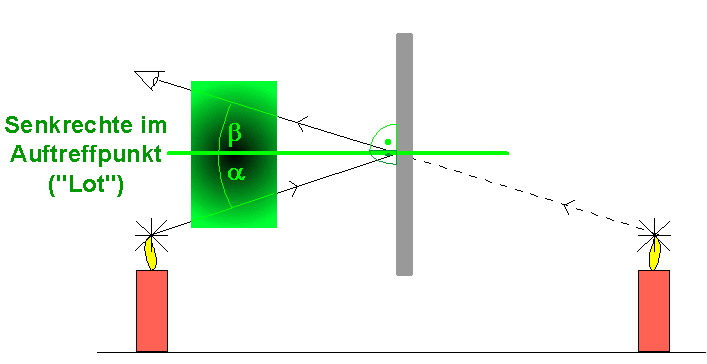 Senkrechte im
Auftreffpunkt
("Lot")
β
α